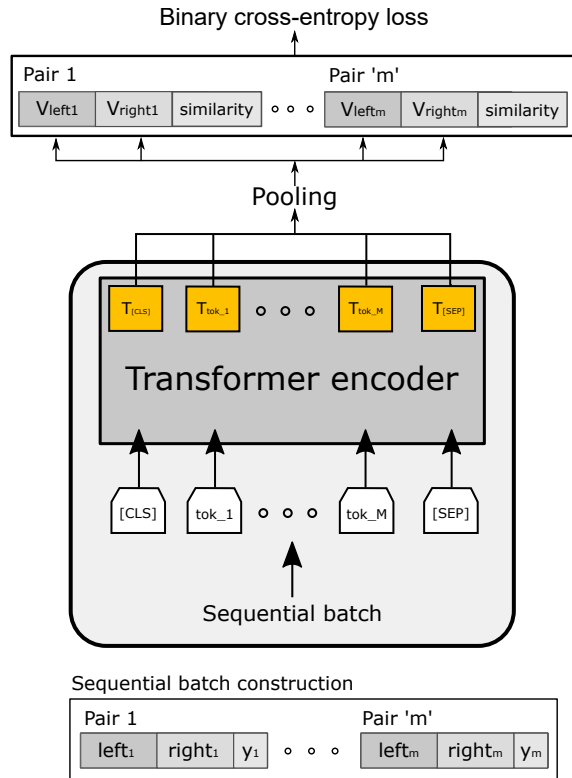 Binary cross-entropy loss
Pair 1 Pair 'm'
Vleft1 Vright1 similarity Vleftm Vrightm similarity
Pooling
T[CLS] Ttok_1 Ttok_M T[SEP]
Transformer encoder
[CLS] tok_1 tok_M [SEP]
Sequential batch
Sequential batch construction
Pair 1 Pair 'm'
left1 right1 y1 leftm rightm ym